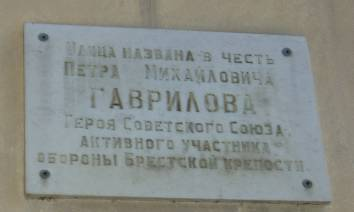 Улица названа в честь
Петра Михайловича
ГАВРИЛОВА
Героя Советского Союза,
активного участника
обороны Брестской крепости.